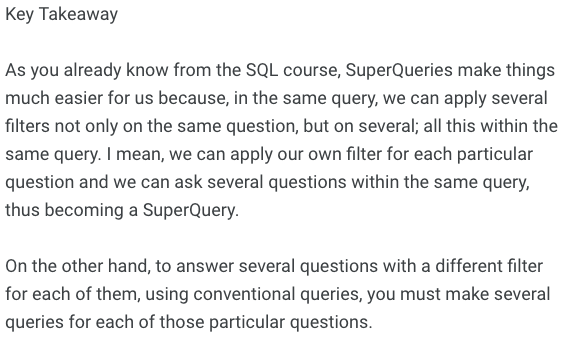 Key Takeaway
As you already know from the SQL course, SuperQueries make things
much easier for us because, in the same query, we can apply several
filters not only on the same question, but on several; all this within the
same query. I mean, we can apply our own filter for each particular
question and we can ask several questions within the same query,
thus becoming a SuperQuery.
On the other hand, to answer several questions with a different filter
for each of them, using conventional queries, you must make several
queries for each of those particular questions.